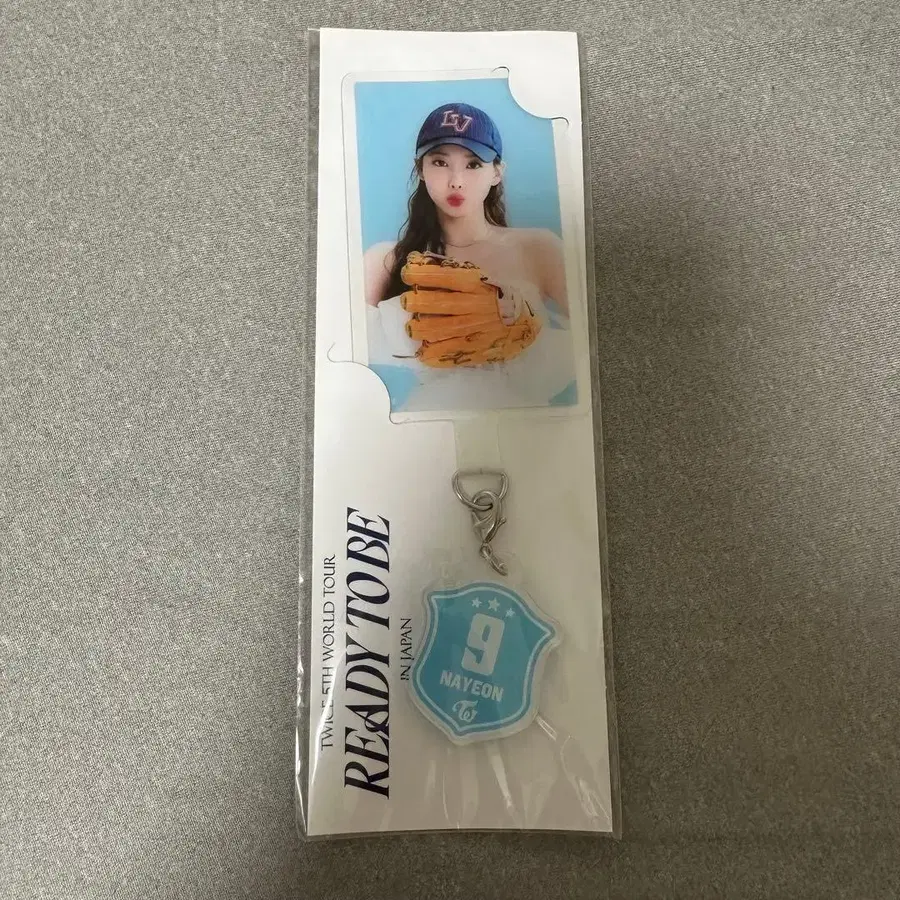 LV
TWICE 5TH WORLD TOUR
READY TO BE
IN JAPAN
9
NAYEON